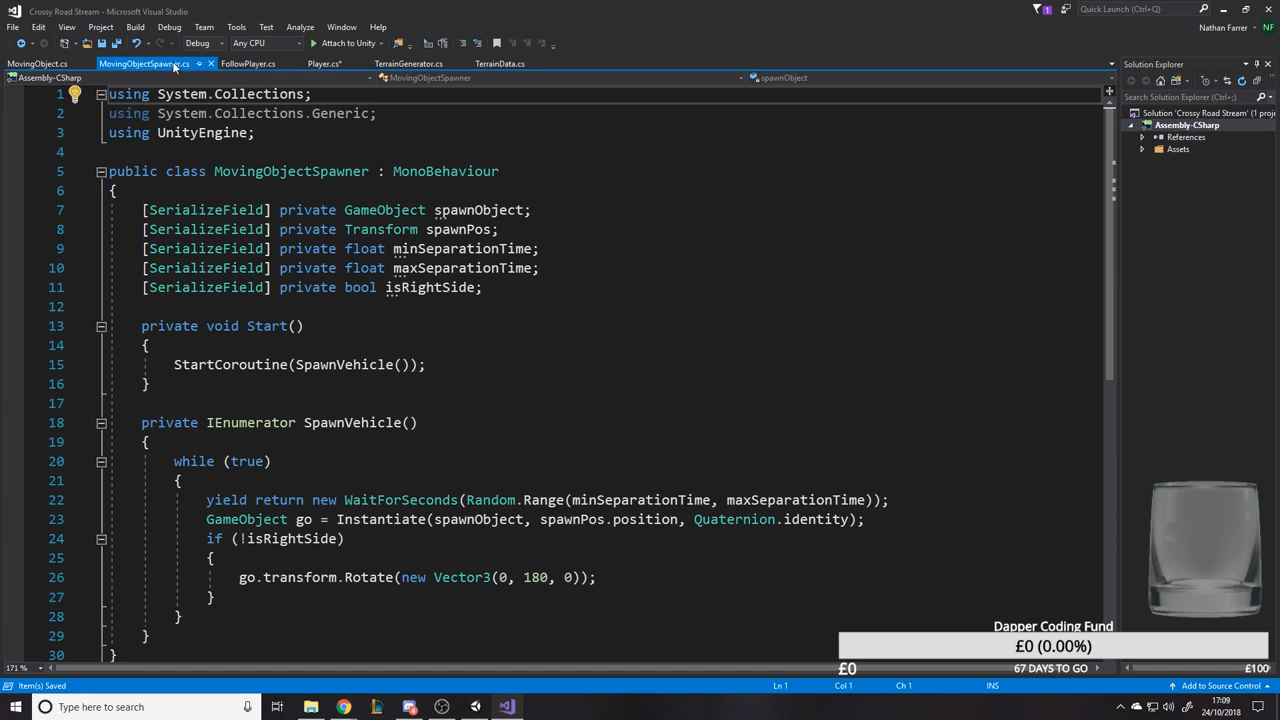 Crossy Road Stream - Microsoft Visual Studio
1
Quick Launch (Ctrl+Q)
File Edit View Project Build Debug Team Tools Test Analyze Window Help
Nathan Farrer NF
Debug Any CPU Attach to Unity
MovingObject.cs MovingObjectSpawner.cs FollowPlayer.cs Player.cs* TerrainGenerator.cs TerrainData.cs
Assembly-CSharp MovingObjectSpawner spawnObject
1 using System.Collections;
2 using System.Collections.Generic;
3 using UnityEngine;
4
5 public class MovingObjectSpawner : MonoBehaviour
6 {
7 [SerializeField] private GameObject spawnObject;
8 [SerializeField] private Transform spawnPos;
9 [SerializeField] private float minSeparationTime;
10 [SerializeField] private float maxSeparationTime;
11 [SerializeField] private bool isRightSide;
12
13 private void Start()
14 {
15 StartCoroutine(SpawnVehicle());
16 }
17
18 private IEnumerator SpawnVehicle()
19 {
20 while (true)
21 {
22 yield return new WaitForSeconds(Random.Range(minSeparationTime, maxSeparationTime));
23 GameObject go = Instantiate(spawnObject, spawnPos.position, Quaternion.identity);
24 if (!isRightSide)
25 {
26 go.transform.Rotate(new Vector3(0, 180, 0));
27 }
28 }
29 }
30 }
Solution Explorer
Search Solution Explorer (Ctrl+;)
Solution 'Crossy Road Stream' (1 proje
Assembly-CSharp
References
Assets
Dapper Coding Fund
£0 (0.00%)
£0 67 DAYS TO GO £100
171 %
Item(s) Saved Ln 1 Col 1 Ch 1 INS Add to Source Control
Type here to search
17:09
24/10/2018